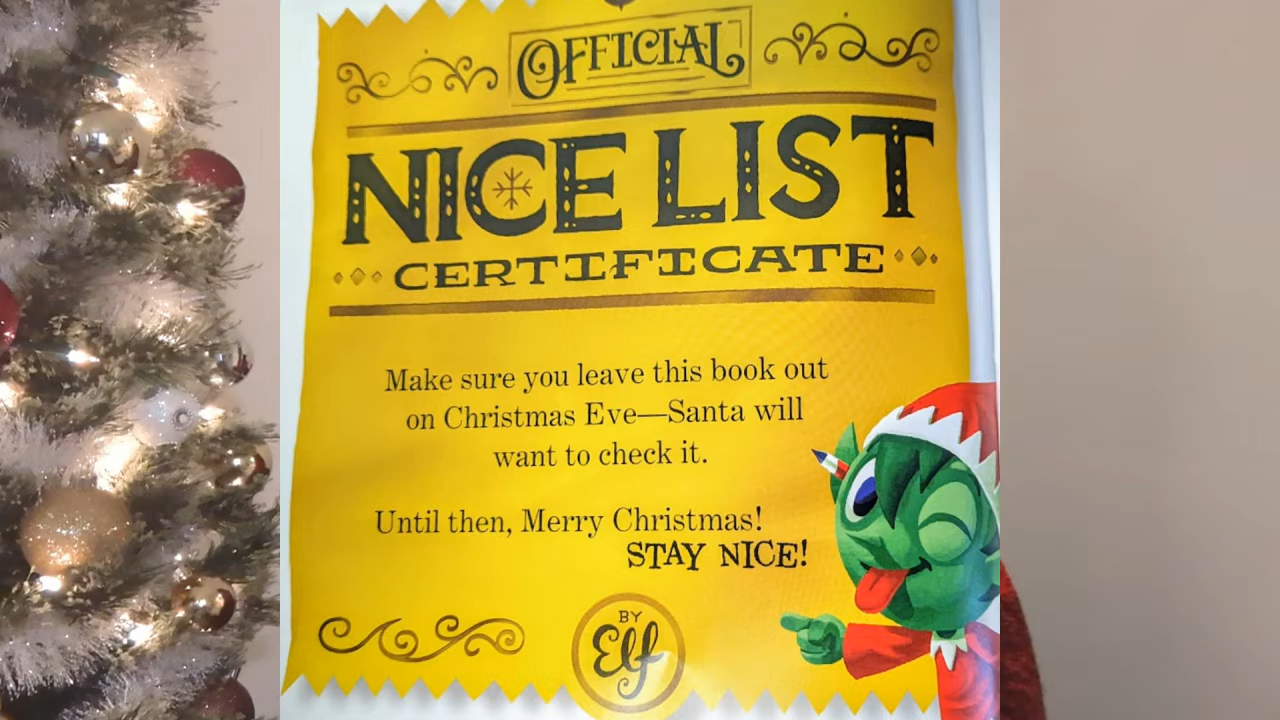 OFFICIAL
NICE LIST
CERTIFICATE
Make sure you leave this book out
on Christmas Eve—Santa will
want to check it.
Until then, Merry Christmas!
STAY NICE!
BY
Elf